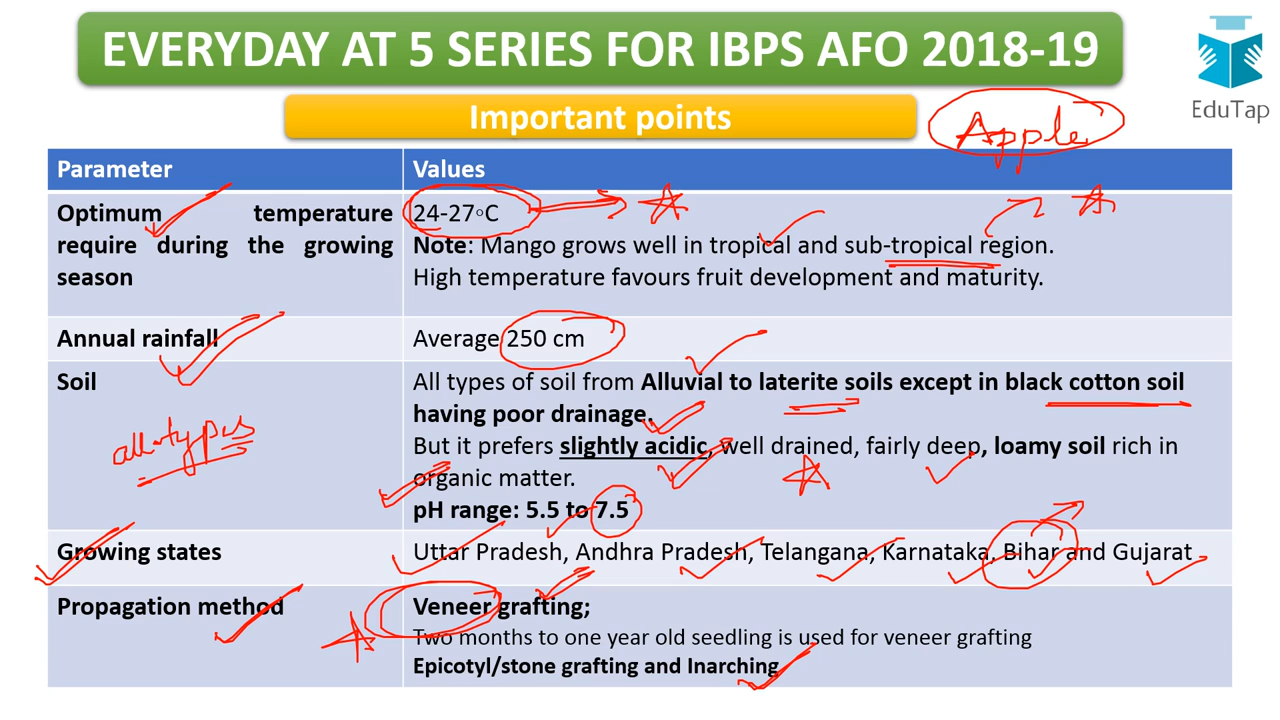 EVERYDAY AT 5 SERIES FOR IBPS AFO 2018-19
EduTap
Important points
Apple
Parameter Values
Optimum temperature require during the growing season
24-27◦C
Note: Mango grows well in tropical and sub-tropical region.
High temperature favours fruit development and maturity.
Annual rainfall Average 250 cm
Soil
all types
All types of soil from Alluvial to laterite soils except in black cotton soil
having poor drainage.
But it prefers slightly acidic, well drained, fairly deep, loamy soil rich in
organic matter.
pH range: 5.5 to 7.5
Growing states Uttar Pradesh, Andhra Pradesh, Telangana, Karnataka, Bihar and Gujarat
Propagation method Veneer grafting;
Two months to one year old seedling is used for veneer grafting
Epicotyl/stone grafting and Inarching